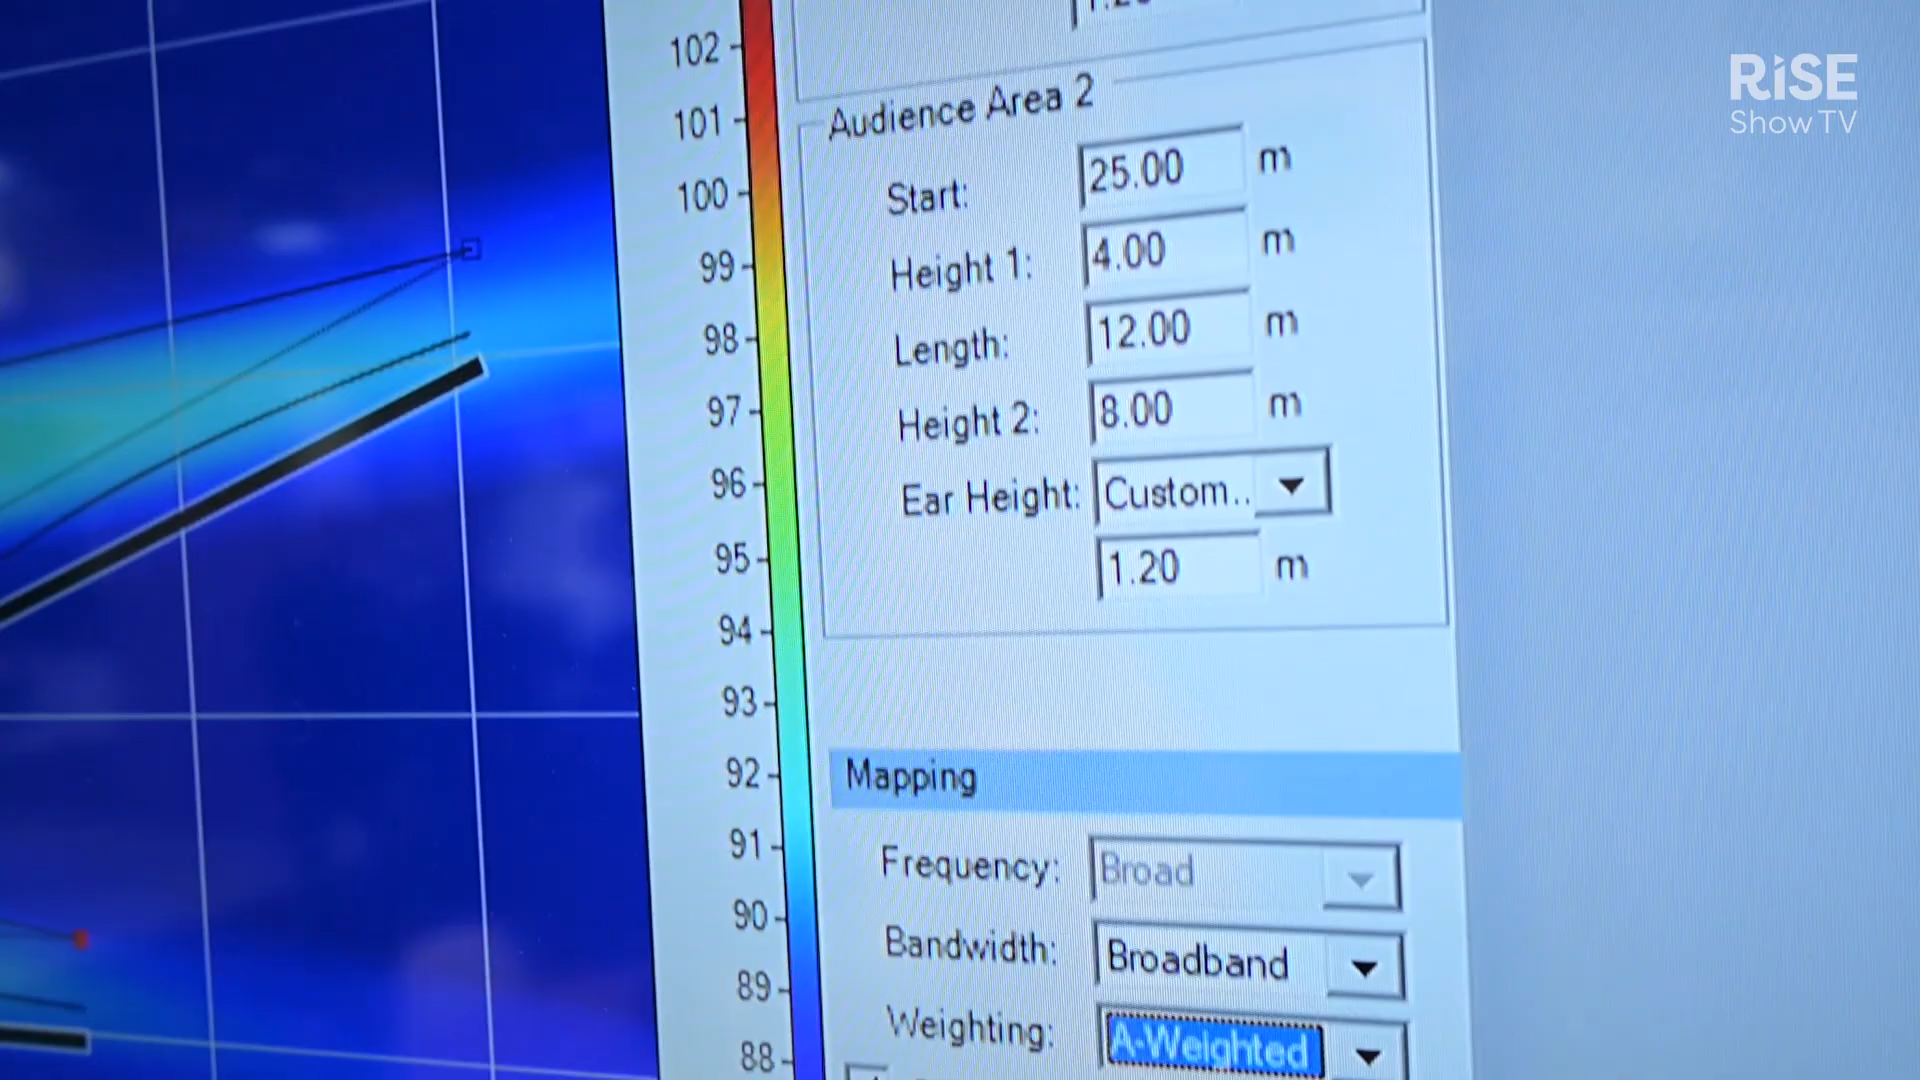 RiSE
Show TV
102
101
100
99
98
97
96
95
94
93
92
91
90
89
88
Audience Area 2
Start: 25.00 m
Height 1: 4.00 m
Length: 12.00 m
Height 2: 8.00 m
Ear Height: Custom..
1.20 m
Mapping
Frequency: Broad
Bandwidth: Broadband
Weighting: A-Weighted